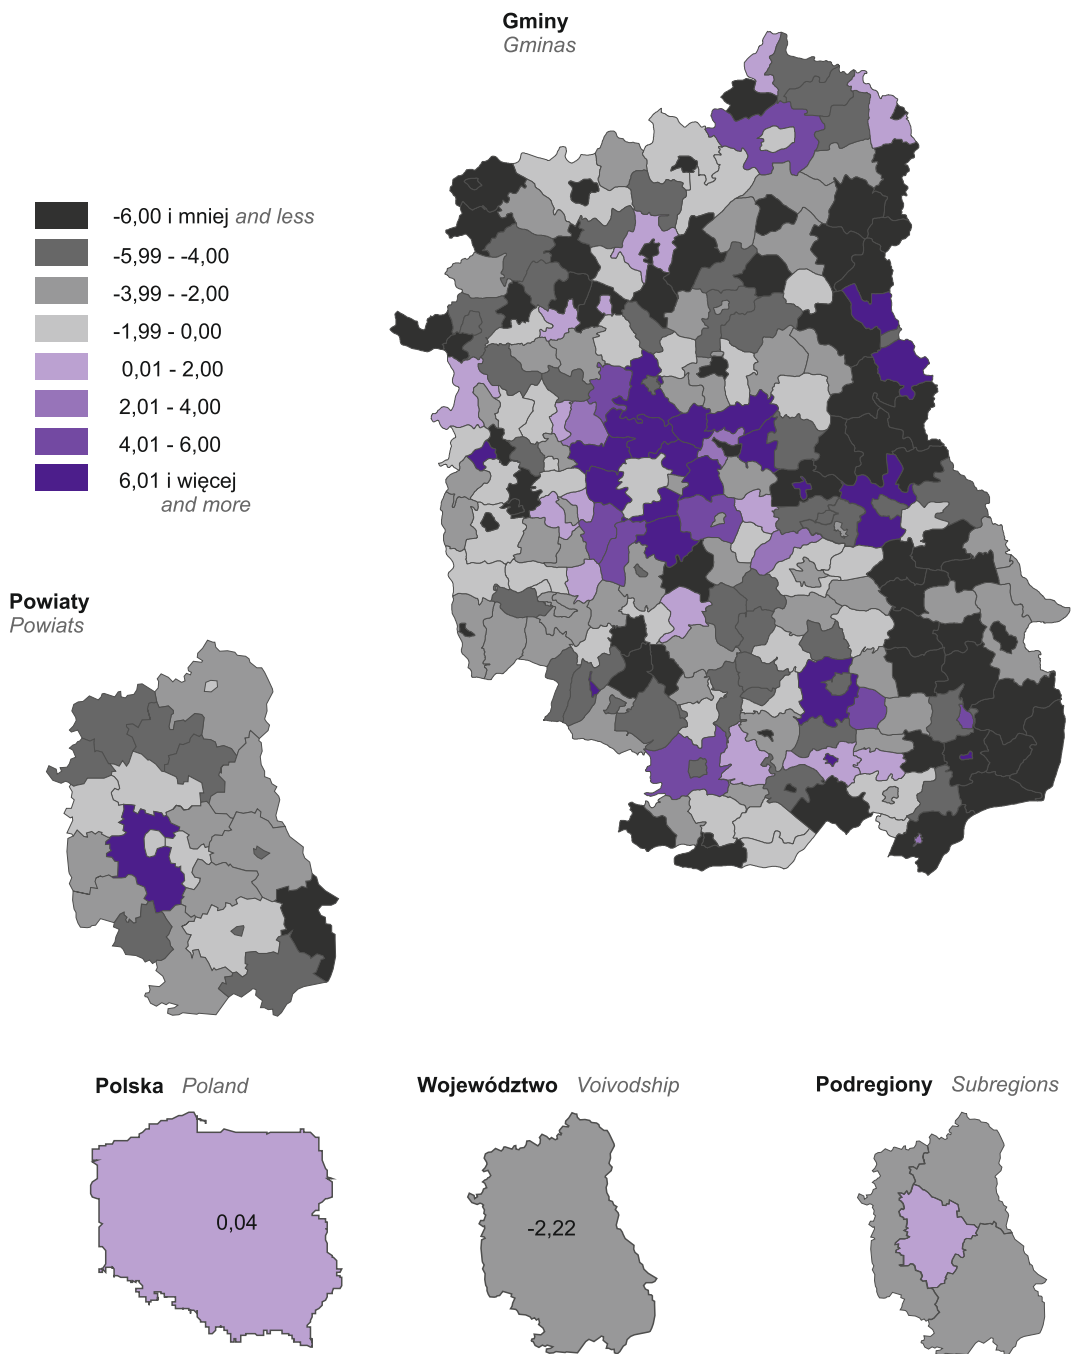 Gminy
Gminas
-6,00 i mniej and less
-5,99 - -4,00
-3,99 - -2,00
-1,99 - 0,00
0,01 - 2,00
2,01 - 4,00
4,01 - 6,00
6,01 i więcej
and more
Powiaty
Powiats
Polska Poland
Województwo Voivodship
Podregiony Subregions
0,04
-2,22